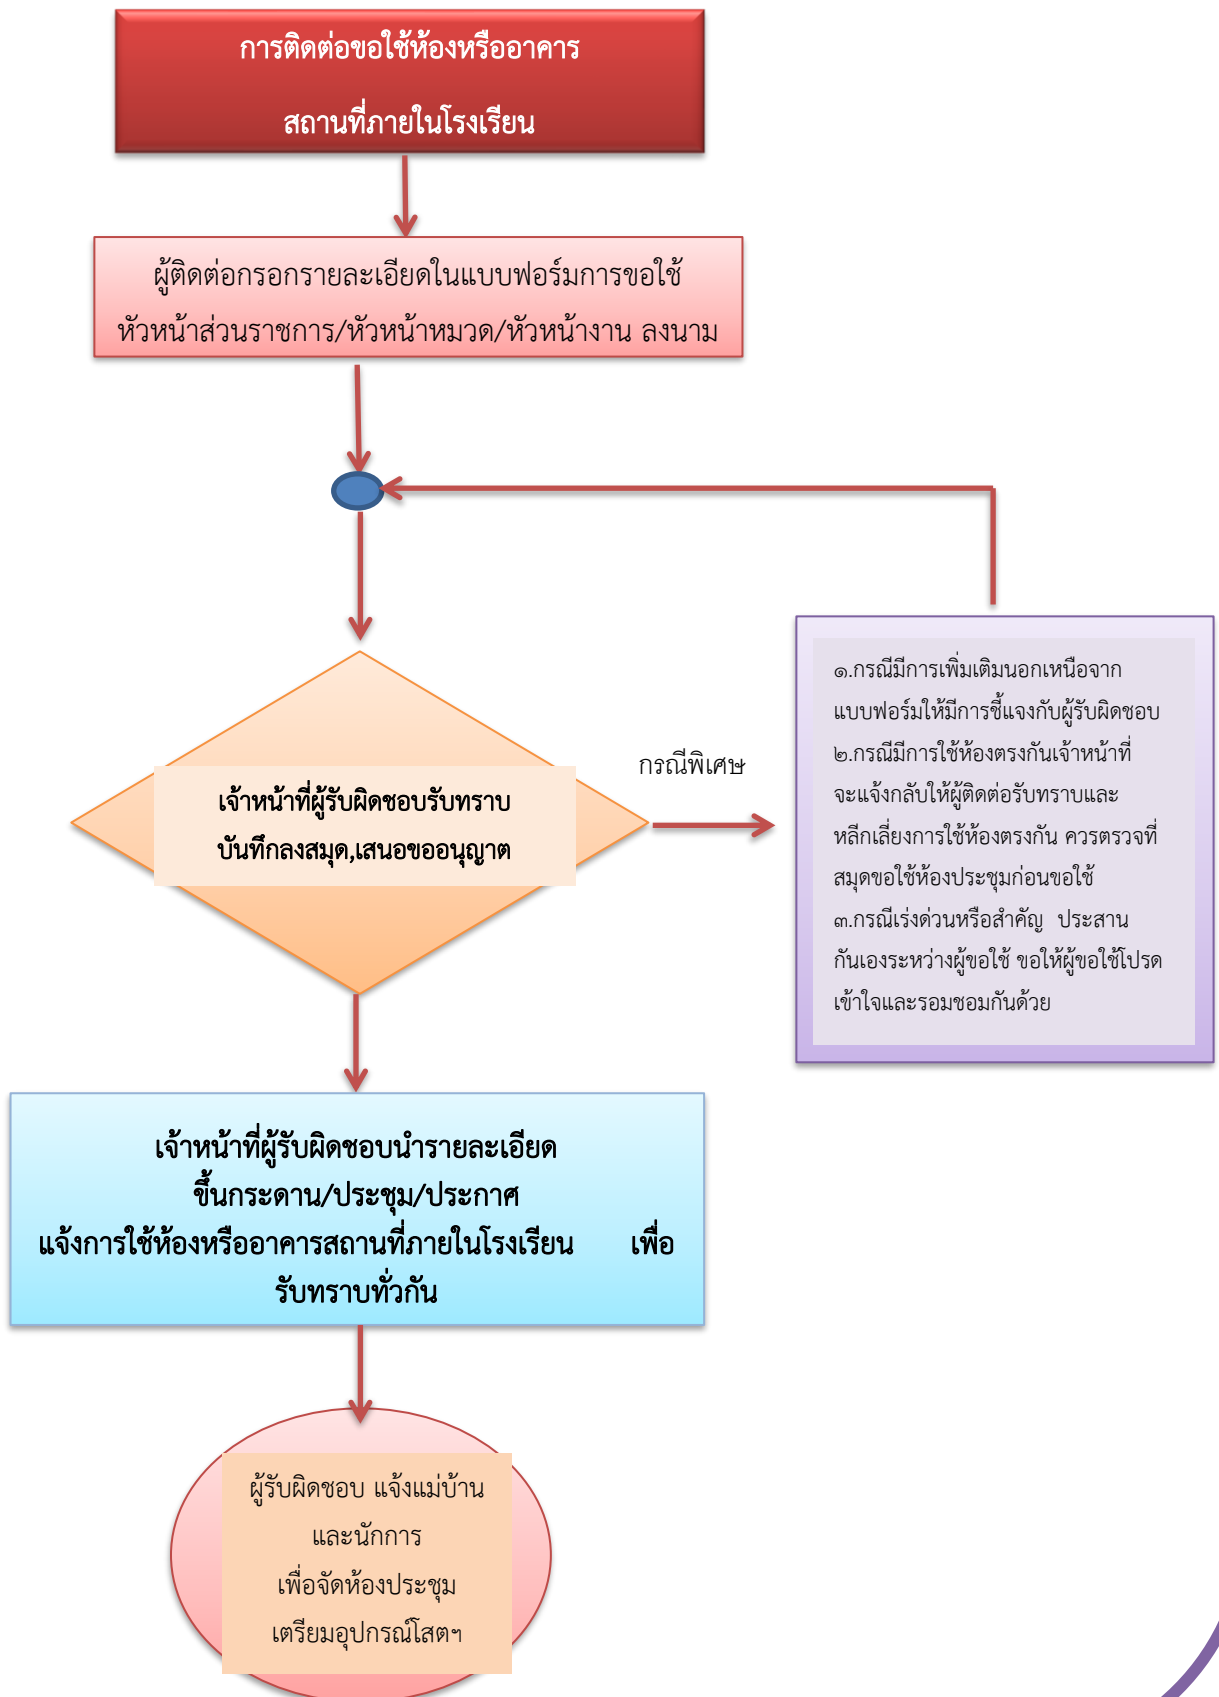 การติดต่อขอใช้ห้องหรืออาคาร
สถานที่ภายในโรงเรียน
ผู้ติดต่อกรอกรายละเอียดในแบบฟอร์มการขอใช้
หัวหน้าส่วนราชการ/หัวหน้าหมวด/หัวหน้างาน ลงนาม
เจ้าหน้าที่ผู้รับผิดชอบรับทราบ
บันทึกลงสมุด,เสนอขออนุญาต
กรณีพิเศษ
๑.กรณีมีการเพิ่มเติมนอกเหนือจาก
แบบฟอร์มให้มีการชี้แจงกับผู้รับผิดชอบ
๒.กรณีมีการใช้ห้องตรงกันเจ้าหน้าที่
จะแจ้งกลับให้ผู้ติดต่อรับทราบและ
หลีกเลี่ยงการใช้ห้องตรงกัน ควรตรวจที่
สมุดขอใช้ห้องประชุมก่อนขอใช้
๓.กรณีเร่งด่วนหรือสำคัญ ประสาน
กันเองระหว่างผู้ขอใช้ ขอให้ผู้ขอใช้โปรด
เข้าใจและรอมชอมกันด้วย
เจ้าหน้าที่ผู้รับผิดชอบนำรายละเอียด
ขึ้นกระดาน/ประชุม/ประกาศ
แจ้งการใช้ห้องหรืออาคารสถานที่ภายในโรงเรียน เพื่อ
รับทราบทั่วกัน
ผู้รับผิดชอบ แจ้งแม่บ้าน
และนักการ
เพื่อจัดห้องประชุม
เตรียมอุปกรณ์โสตฯ